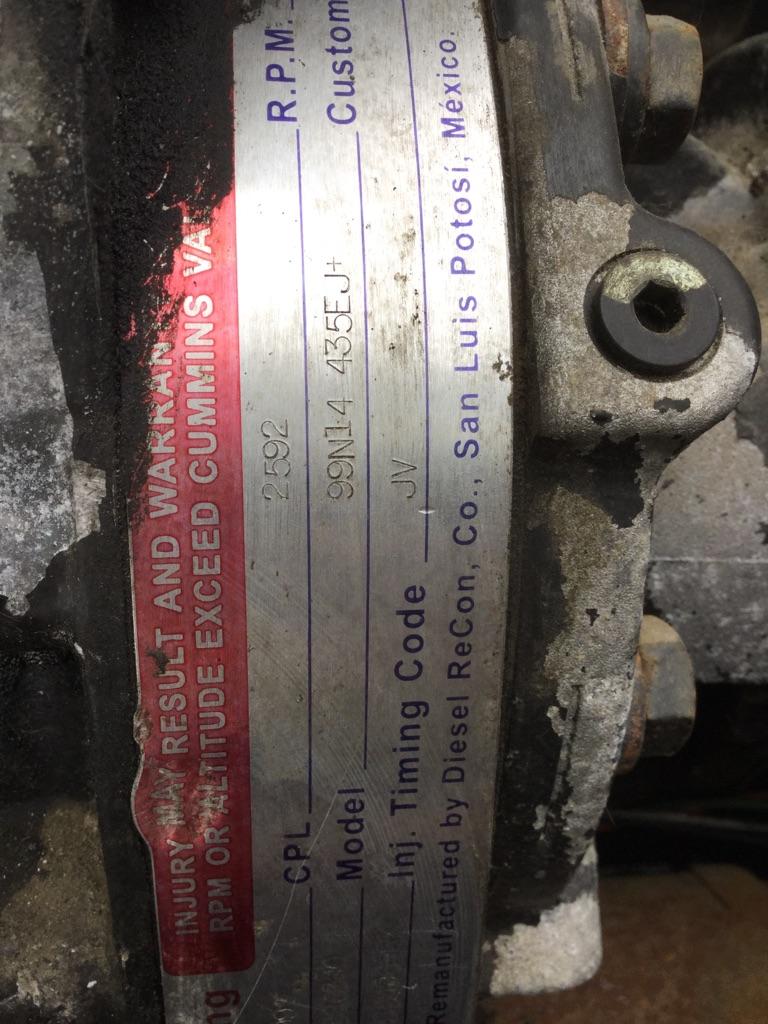 INJURY MAY RESULT AND WARRAN
RPM OR ALTITUDE EXCEED CUMMINS VA
ng
CPL 2592 R.P.M.
Model 99N14 435EJ+ Custom
Inj. Timing Code JV
Remanufactured by Diesel ReCon, Co., San Luis Potosí, México.